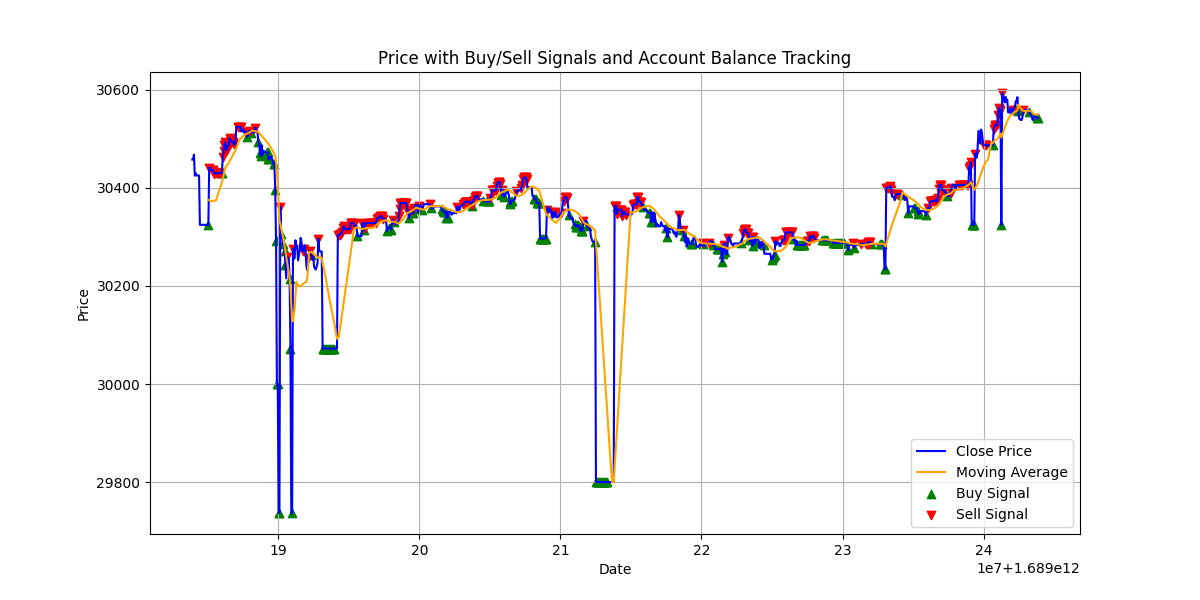 Price with Buy/Sell Signals and Account Balance Tracking
30600
30400
30200
30000
29800
Price
19 20 21 22 23 24
Date
1e7+1.689e12
Close Price
Moving Average
Buy Signal
Sell Signal